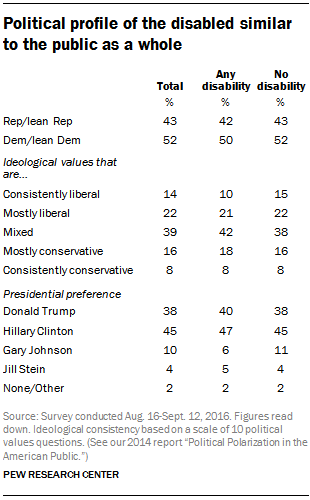 Political profile of the disabled similar
to the public as a whole
Any No
Total disability disability
% % %
Rep/lean Rep 43 42 43
Dem/lean Dem 52 50 52
Ideological values that
are...
Consistently liberal 14 10 15
Mostly liberal 22 21 22
Mixed 39 42 38
Mostly conservative 16 18 16
Consistently conservative 8 8 8
Presidential preference
Donald Trump 38 40 38
Hillary Clinton 45 47 45
Gary Johnson 10 6 11
Jill Stein 4 5 4
None/Other 2 2 2
Source: Survey conducted Aug. 16-Sept. 12, 2016. Figures read
down. Ideological consistency based on a scale of 10 political
values questions. (See our 2014 report “Political Polarization in the
American Public.”)
PEW RESEARCH CENTER